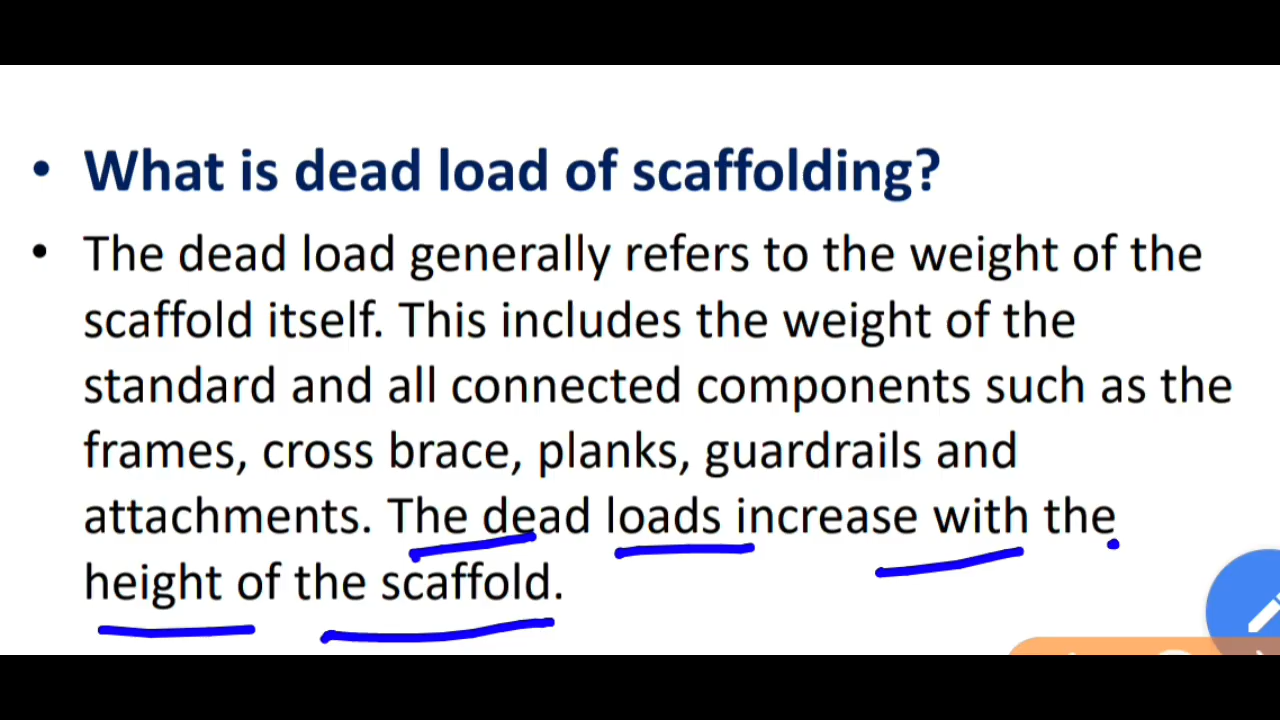 • What is dead load of scaffolding?
• The dead load generally refers to the weight of the
scaffold itself. This includes the weight of the
standard and all connected components such as the
frames, cross brace, planks, guardrails and
attachments. The dead loads increase with the
height of the scaffold.